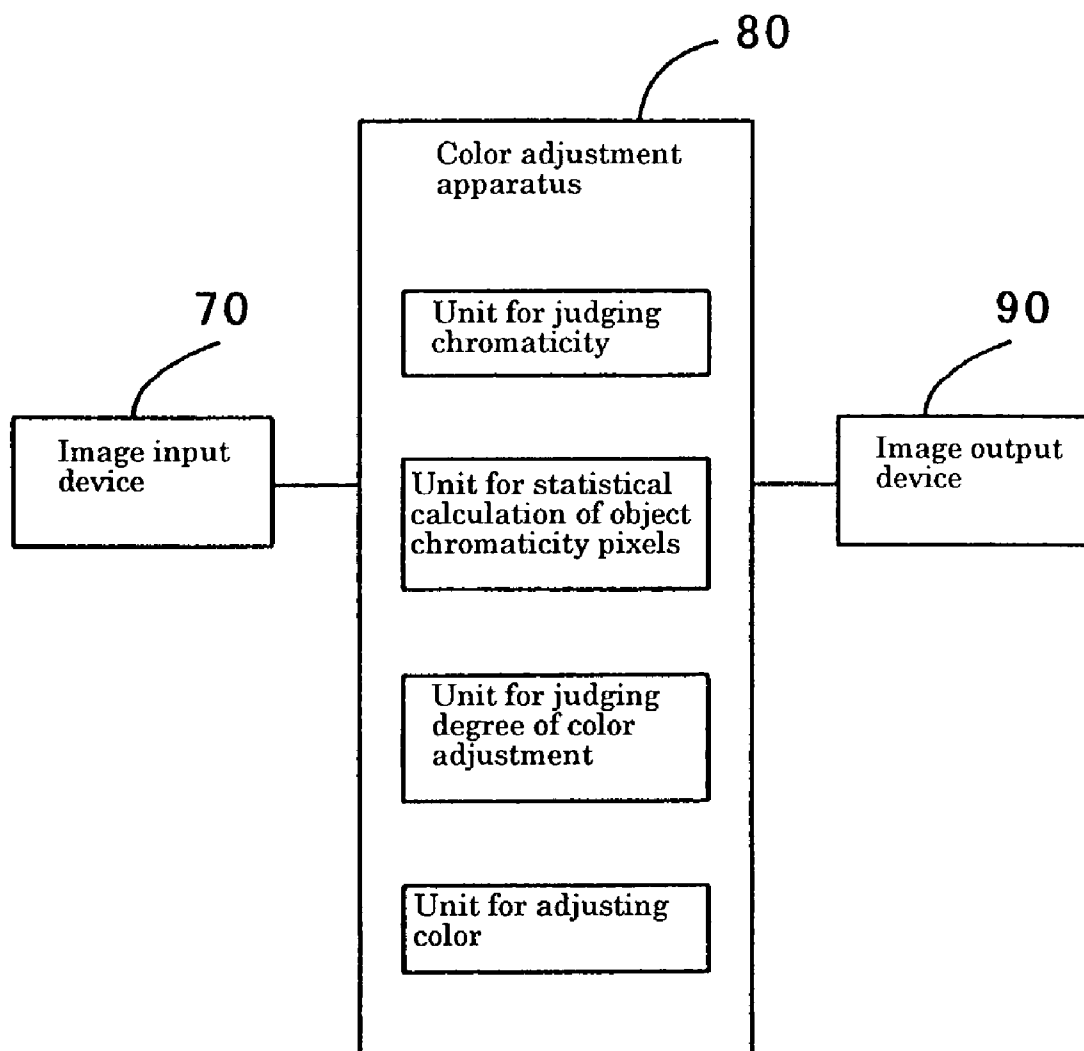 80
Color adjustment
apparatus
70
Unit for judging
chromaticity
90
Image input
device
Unit for statistical
calculation of object
chromaticity pixels
Image output
device
Unit for judging
degree of color
adjustment
Unit for adjusting
color